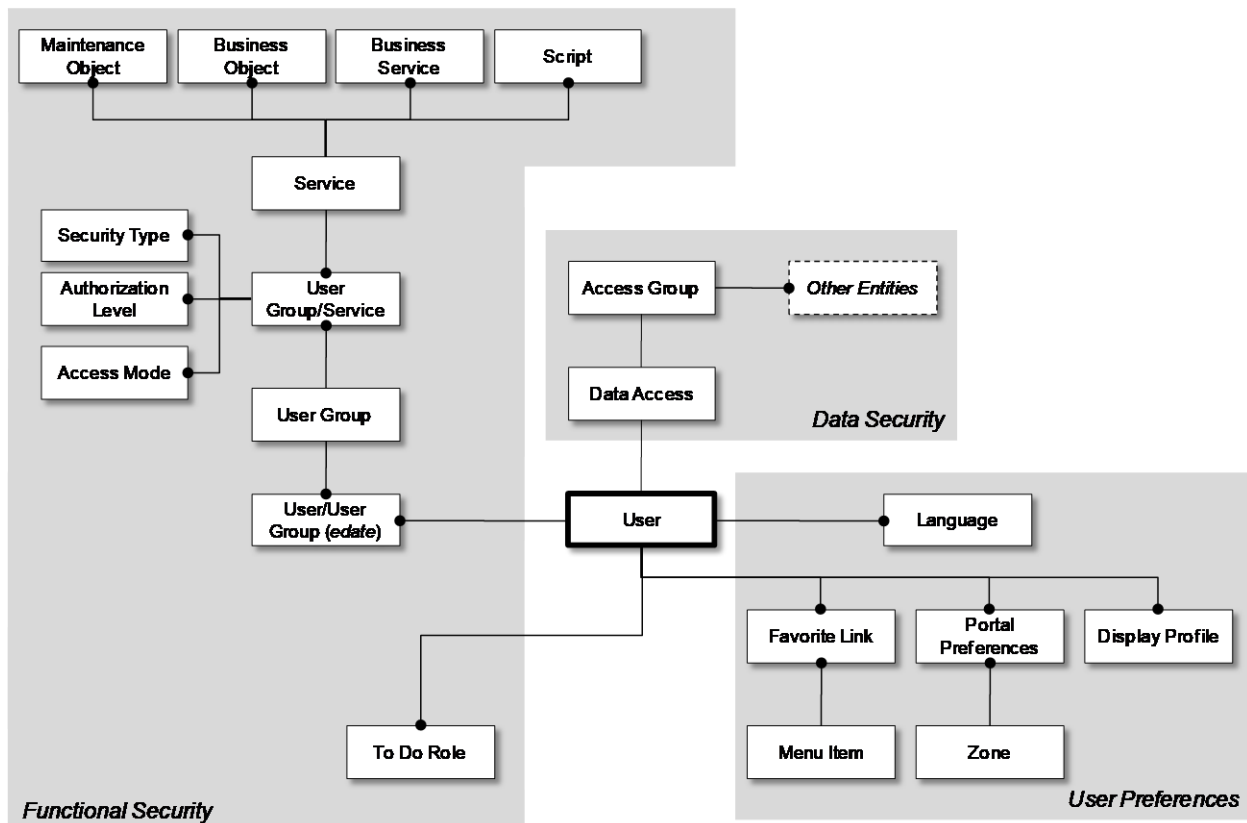 Maintenance
Object
Business
Object
Business
Service
Script
Service
Security Type
Authorization
Level
User
Group/Service
Access Mode
User Group
User/User
Group (edate)
Access Group
Other Entities
Data Access
Data Security
User
Language
Favorite Link
Portal
Preferences
Display Profile
To Do Role
Menu Item
Zone
Functional Security
User Preferences